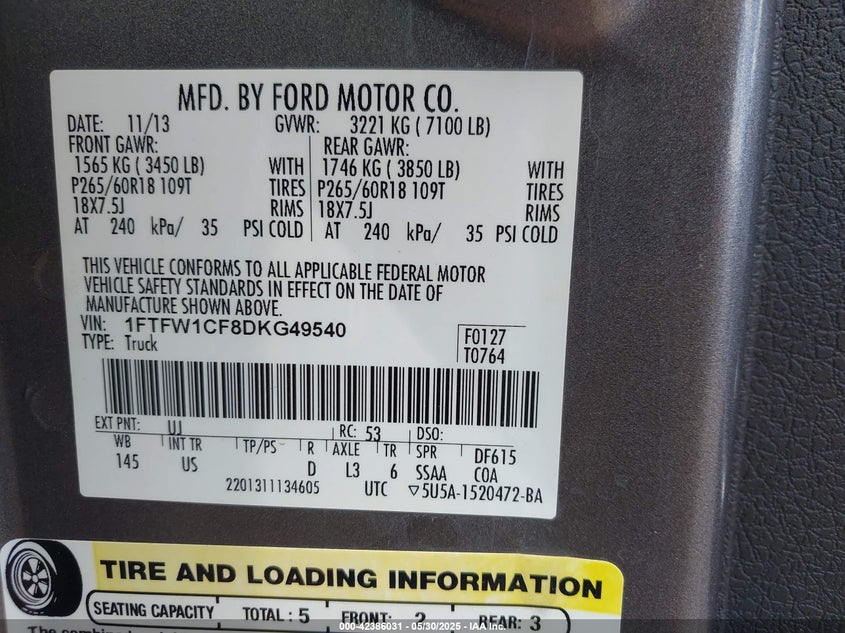 MFD. BY FORD MOTOR CO.
DATE: 11/13 GVWR: 3221 KG ( 7100 LB)
FRONT GAWR: REAR GAWR:
1565 KG ( 3450 LB) WITH 1746 KG ( 3850 LB) WITH
P265/60R18 109T TIRES P265/60R18 109T TIRES
18X7.5J RIMS 18X7.5J RIMS
AT 240 kPa/ 35 PSI COLD AT 240 kPa/ 35 PSI COLD
THIS VEHICLE CONFORMS TO ALL APPLICABLE FEDERAL MOTOR
VEHICLE SAFETY STANDARDS IN EFFECT ON THE DATE OF
MANUFACTURE SHOWN ABOVE.
VIN: 1FTFW1CF8DKG49540 F0127
TYPE: Truck T0764
EXT PNT: UJ RC: 53 DSO:
WB INT TR TP/PS R AXLE TR SPR DF615
145 US D L3 6 SSAA COA
2201311134605 UTC ▽5U5A-1520472-BA
TIRE AND LOADING INFORMATION
SEATING CAPACITY TOTAL : 5 FRONT: 2 REAR: 3
The combined
000-42386031 - 05/30/2025 - IAA Inc.